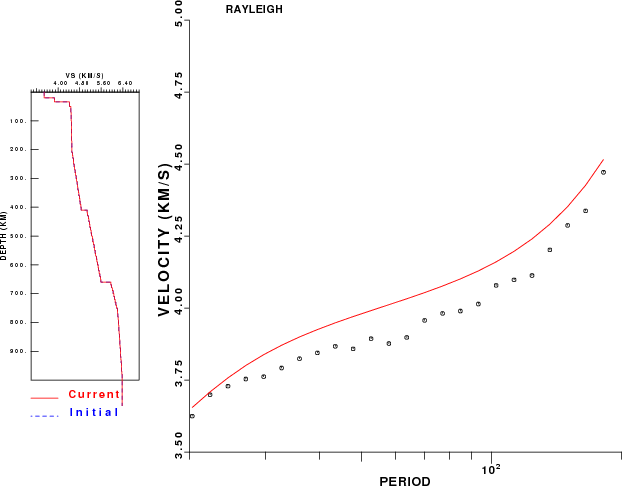 RAYLEIGH
VS (KM/S)
4.00 4.80 5.60 6.40
DEPTH (KM)
100.
200.
300.
400.
500.
600.
700.
800.
900.
Current
Initial
VELOCITY (KM/S)
5.00
4.75
4.50
4.25
4.00
3.75
3.50
10²
PERIOD